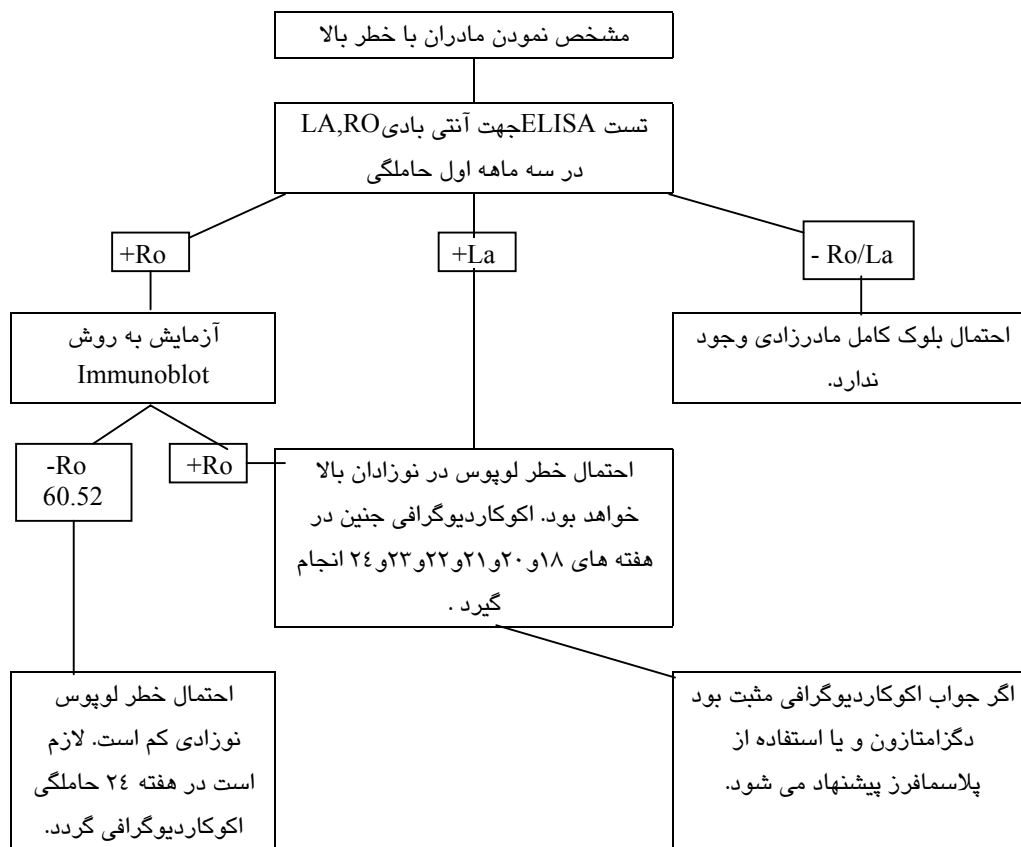 مشخص نمودن مادران با خطر بالا
تست ELISAجهت آنتی بادیLA,RO
در سه ماهه اول حاملگی
+Ro
+La
- Ro/La
آزمایش به روش
Immunoblot
احتمال بلوک کامل مادرزادی وجود
ندارد.
-Ro
60.52
+Ro
احتمال خطر لوپوس در نوزادان بالا
خواهد بود. اکوکاردیوگرافی جنین در
هفته های ۱۸و۲۰و۲۱و۲۲و۲۳و۲٤ انجام
گیرد .
احتمال خطر لوپوس
نوزادی کم است. لازم
است در هفته ۲٤ حاملگی
اکوکاردیوگرافی گردد.
اگر جواب اکوکاردیوگرافی مثبت بود
دگزامتازون و یا استفاده از
پلاسمافرز پیشنهاد می شود.